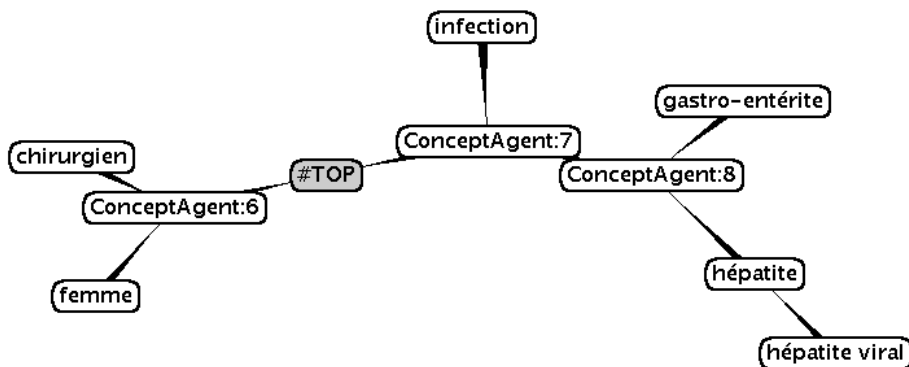 infection
gastro-entérite
ConceptAgent:7
chirurgien
#TOP
ConceptAgent:8
ConceptAgent:6
hépatite
femme
hépatite viral